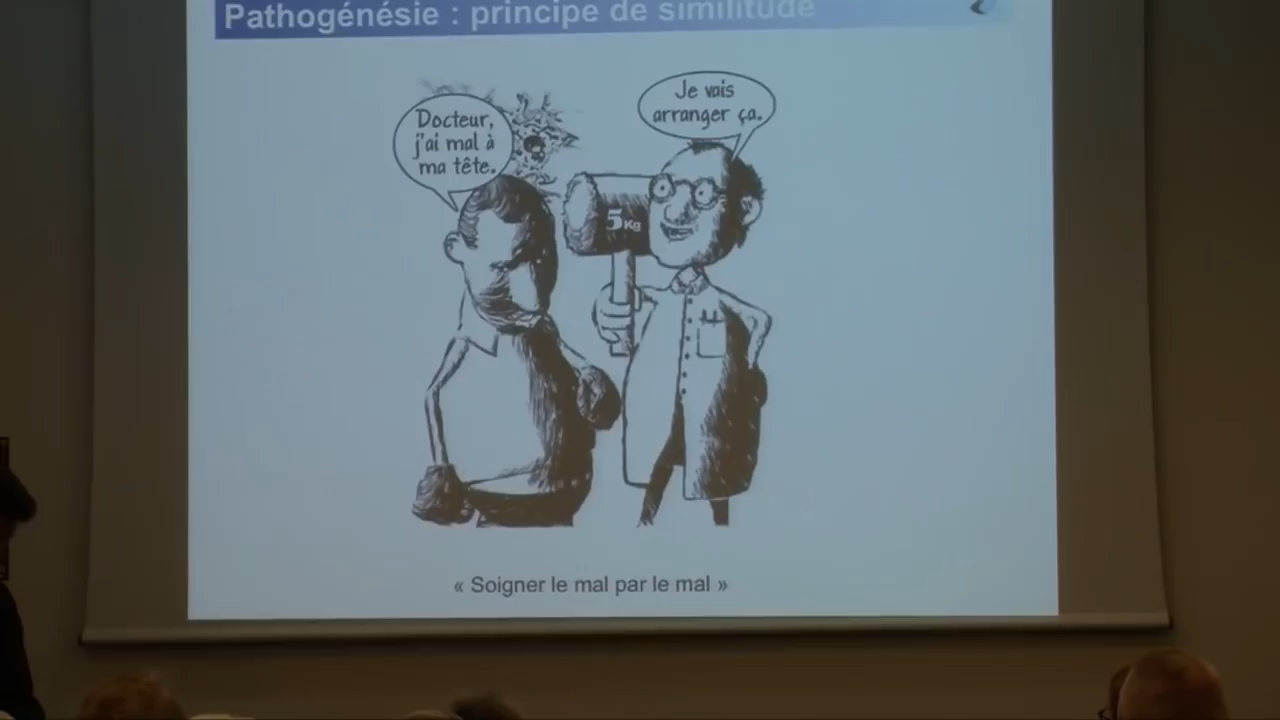 Pathogénésie : principe de similitude
Docteur,
j'ai mal à
ma tête.
Je vais
arranger ça.
5Kg
« Soigner le mal par le mal »